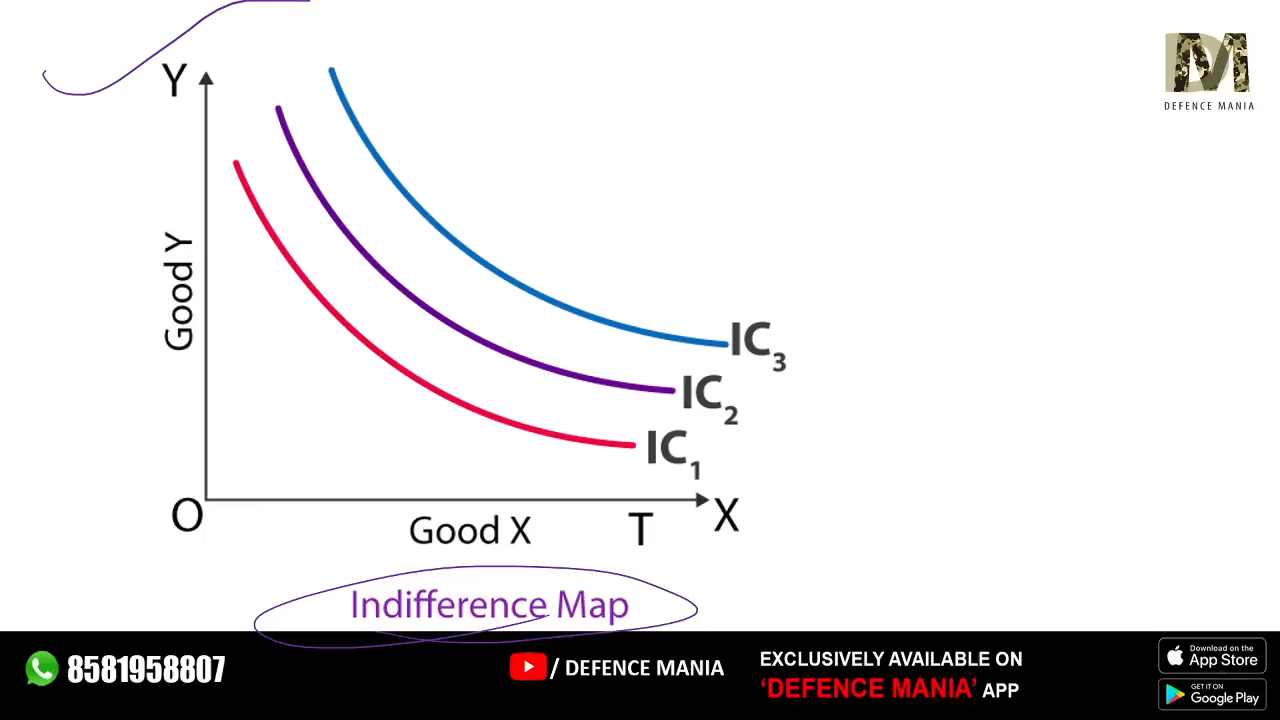 Y
DM
DEFENCE MANIA
Good Y
IC3
IC2
IC1
O
Good X
T
X
Indifference Map
8581958807
/ DEFENCE MANIA
EXCLUSIVELY AVAILABLE ON
‘DEFENCE MANIA’ APP
Download on the
App Store
GET IT ON
Google Play